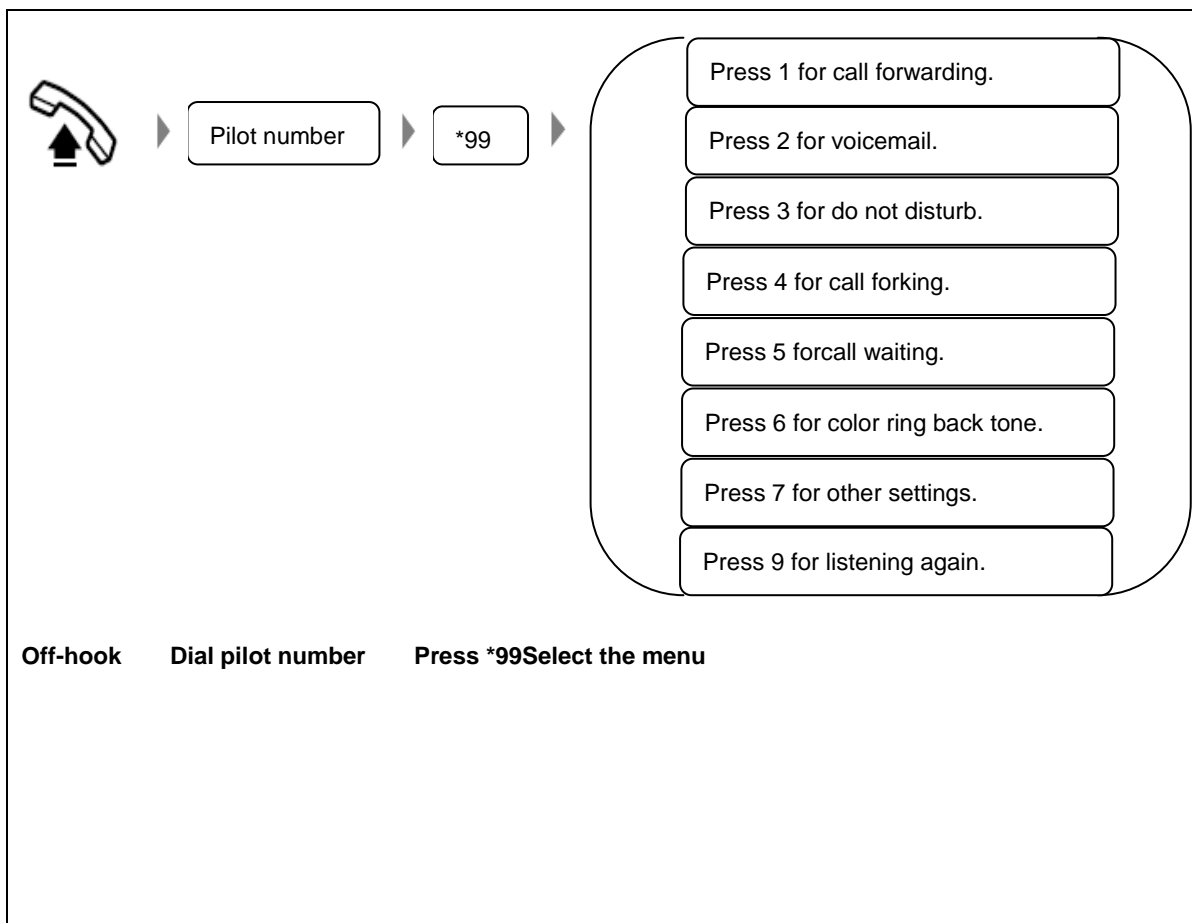 Pilot number
*99
Press 1 for call forwarding.
Press 2 for voicemail.
Press 3 for do not disturb.
Press 4 for call forking.
Press 5 forcall waiting.
Press 6 for color ring back tone.
Press 7 for other settings.
Press 9 for listening again.
Off-hook Dial pilot number Press *99Select the menu